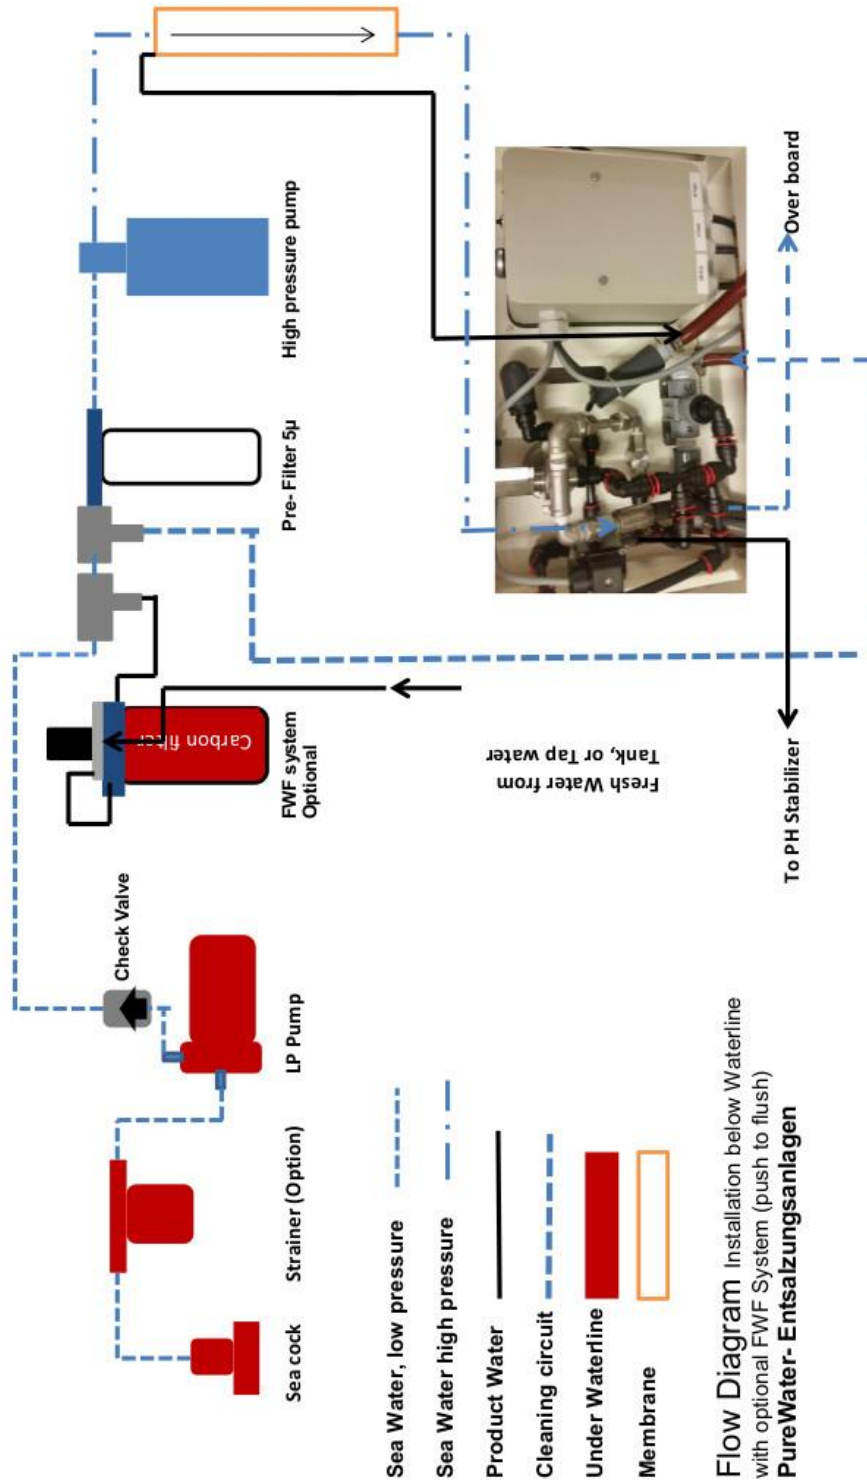 Sea cock
Strainer (Option)
LP Pump
Check Valve
FWF system
Optional
Carbon filter
Pre- Filter 5µ
High pressure pump
Fresh Water from
Tank, or Tap water
To PH Stabilizer
Over board
Sea Water, low pressure
Sea Water high pressure
Product Water
Cleaning circuit
Under Waterline
Membrane
Flow Diagram Installation below Waterline
with optional FWF System (push to flush)
PureWater- Entsalzungsanlagen